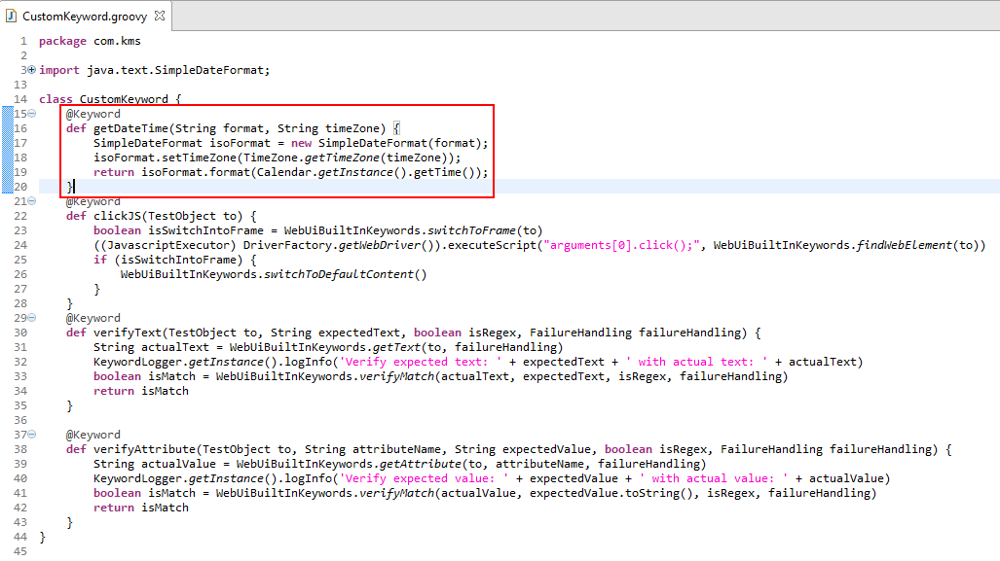 CustomKeyword.groovy
1 package com.kms
2
3 import java.text.SimpleDateFormat;
13
14 class CustomKeyword {
15 @Keyword
16 def getDateTime(String format, String timeZone) {
17 SimpleDateFormat isoFormat = new SimpleDateFormat(format);
18 isoFormat.setTimeZone(TimeZone.getTimeZone(timeZone));
19 return isoFormat.format(Calendar.getInstance().getTime());
20 }
21 @Keyword
22 def clickJS(TestObject to) {
23 boolean isSwitchIntoFrame = WebUiBuiltInKeywords.switchToFrame(to)
24 ((JavascriptExecutor) DriverFactory.getWebDriver()).executeScript("arguments[0].click();", WebUiBuiltInKeywords.findWebElement(to))
25 if (isSwitchIntoFrame) {
26 WebUiBuiltInKeywords.switchToDefaultContent()
27 }
28 }
29 @Keyword
30 def verifyText(TestObject to, String expectedText, boolean isRegex, FailureHandling failureHandling) {
31 String actualText = WebUiBuiltInKeywords.getText(to, failureHandling)
32 KeywordLogger.getInstance().logInfo('Verify expected text: ' + expectedText + ' with actual text: ' + actualText)
33 boolean isMatch = WebUiBuiltInKeywords.verifyMatch(actualText, expectedText, isRegex, failureHandling)
34 return isMatch
35 }
36
37 @Keyword
38 def verifyAttribute(TestObject to, String attributeName, String expectedValue, boolean isRegex, FailureHandling failureHandling) {
39 String actualValue = WebUiBuiltInKeywords.getAttribute(to, attributeName, failureHandling)
40 KeywordLogger.getInstance().logInfo('Verify expected value: ' + expectedValue + ' with actual value: ' + actualValue)
41 boolean isMatch = WebUiBuiltInKeywords.verifyMatch(actualValue, expectedValue.toString(), isRegex, failureHandling)
42 return isMatch
43 }
44 }
45